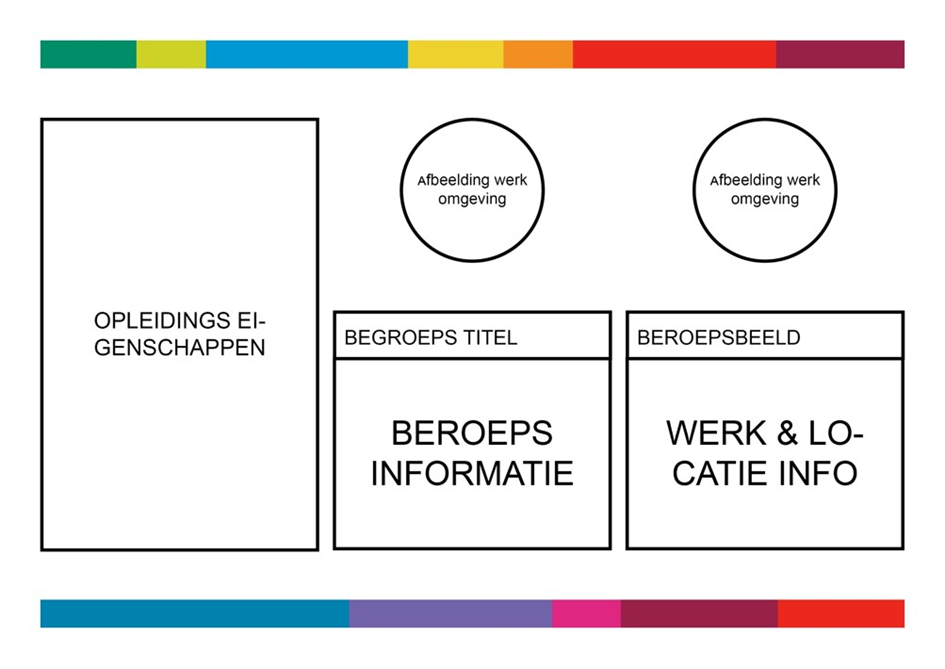 Afbeelding werk
omgeving
Afbeelding werk
omgeving
OPLEIDINGS EI-
GENSCHAPPEN
BEGROEPS TITEL
BEROEPS
INFORMATIE
BEROEPSBEELD
WERK & LO-
CATIE INFO